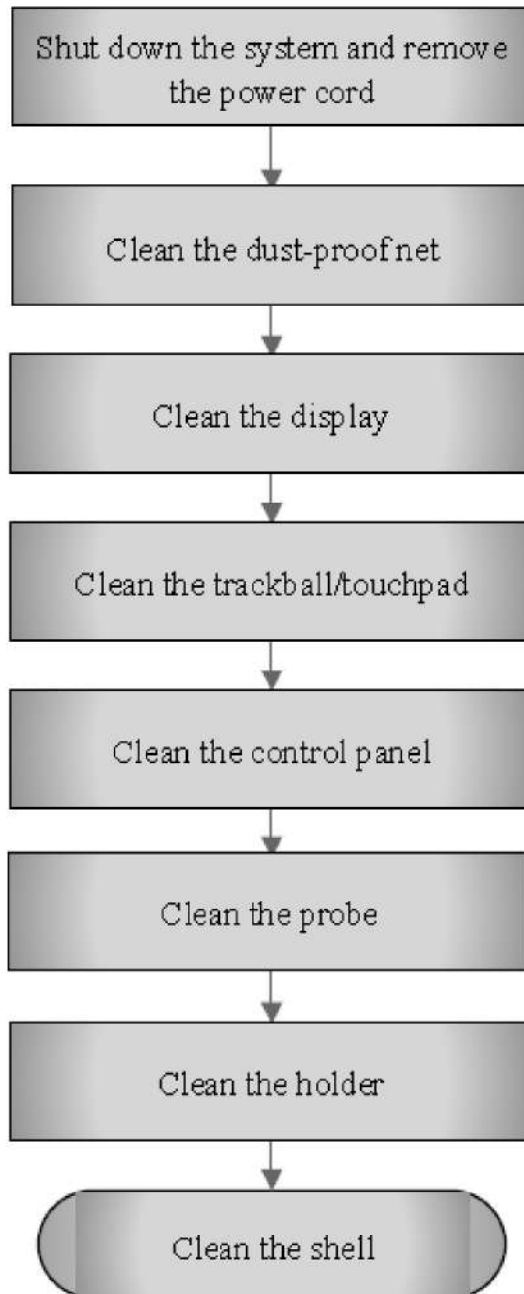 Shut down the system and remove
the power cord
Clean the dust-proof net
Clean the display
Clean the trackball/touchpad
Clean the control panel
Clean the probe
Clean the holder
Clean the shell